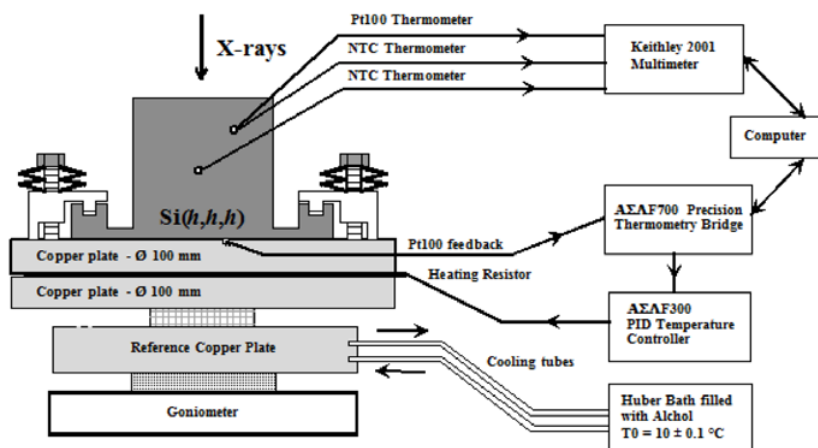 Pt100 Thermometer
X-rays
NTC Thermometer
NTC Thermometer
Keithley 2001
Multimeter
Computer
Si(h,h,h)
ΑΣΛF700 Precision
Thermometry Bridge
Pt100 feedback
Copper plate - Ø 100 mm
Heating Resistor
Copper plate - Ø 100 mm
ΑΣΛF300
PID Temperature
Controller
Reference Copper Plate
Cooling tubes
Goniometer
Huber Bath filled
with Alchol
T0 = 10 ± 0.1 °C